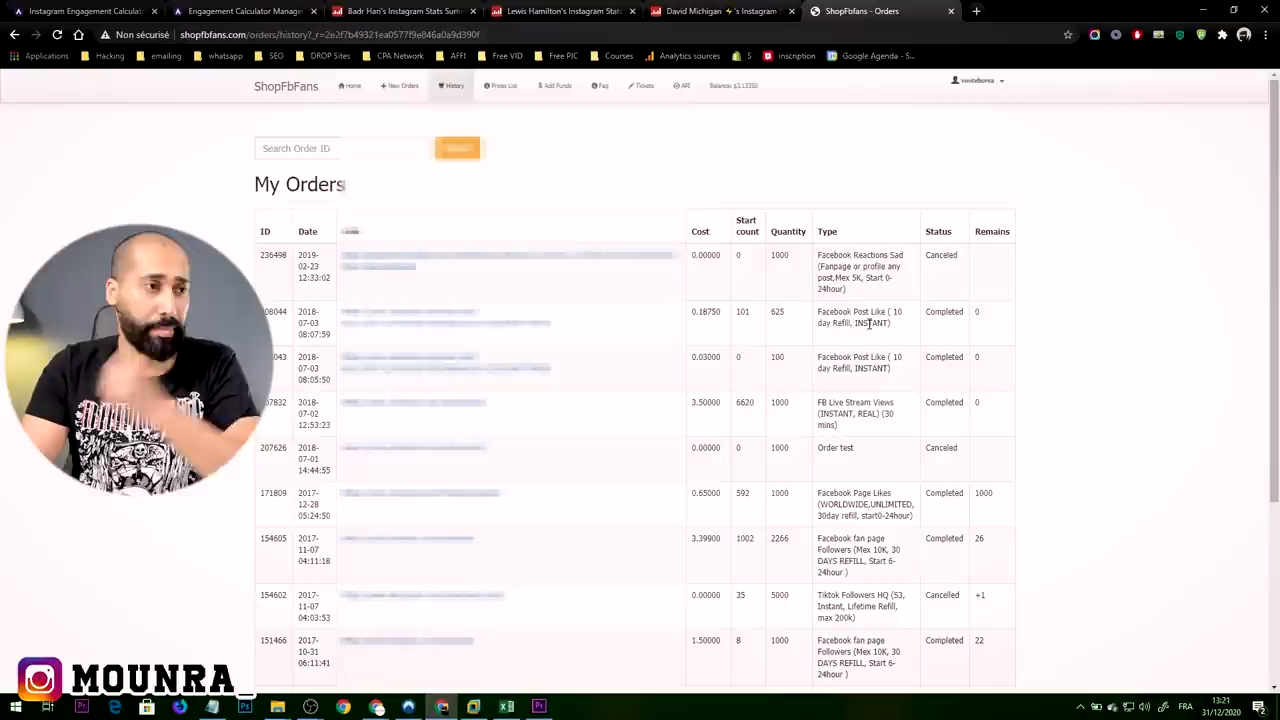 Instagram
Badr Hari's Instagram Stats Sum
Lewis Hamilton's Instagram Stats
David Michigan ⚡'s Instagram
Shopfbfans
Non sécurisé | shopfbfans.com/orders/history?_r=2e2f7b49321ea0577f9e846a0a9d390f
Applications Hacking emailing whatsapp SEO DROP Sites CPA Network AFFI Free VID Free PIC Courses Analytics sources S inscription Google Agenda - S...
ShopFbFans Home New Orders History Prices List $ Add Funds Faq Tickets API Balance: $3.13350
Search Order ID
My Orders
ID Date Cost Start count Quantity Type Status Remains
236498 2019-02-23 12:33:02 0.00000 0 1000 Facebook Reactions Sad (Fanpage or profile any post,Mex 5K, Start 0-24hour) Canceled
08044 2018-07-03 08:07:59 0.18750 101 625 Facebook Post Like ( 10 day Refill, INSTANT) Completed 0
043 2018-07-03 08:05:50 0.03000 0 100 Facebook Post Like ( 10 day Refill, INSTANT) Completed 0
07832 2018-07-02 12:53:23 3.50000 6620 1000 FB Live Stream Views (INSTANT, REAL) (30 mins) Completed 0
207626 2018-07-01 14:44:55 0.00000 0 1000 Order test Canceled
171809 2017-12-28 05:24:50 0.65000 592 1000 Facebook Page Likes (WORLDWIDE,UNLIMITED, 30day refill, start0-24hour) Completed 1000
154605 2017-11-07 04:11:18 3.39900 1002 2266 Facebook fan page Followers (Mex 10K, 30 DAYS REFILL, Start 6-24hour ) Completed 26
154602 2017-11-07 04:03:53 0.00000 35 5000 Tiktok Followers HQ (S3, Instant, Lifetime Refill, max 200k) Cancelled +1
151466 2017-10-31 06:11:41 1.50000 8 1000 Facebook fan page Followers (Mex 10K, 30 DAYS REFILL, Start 6-24hour ) Completed 22
MOUNRA_
FRA
13:21
31/12/2020